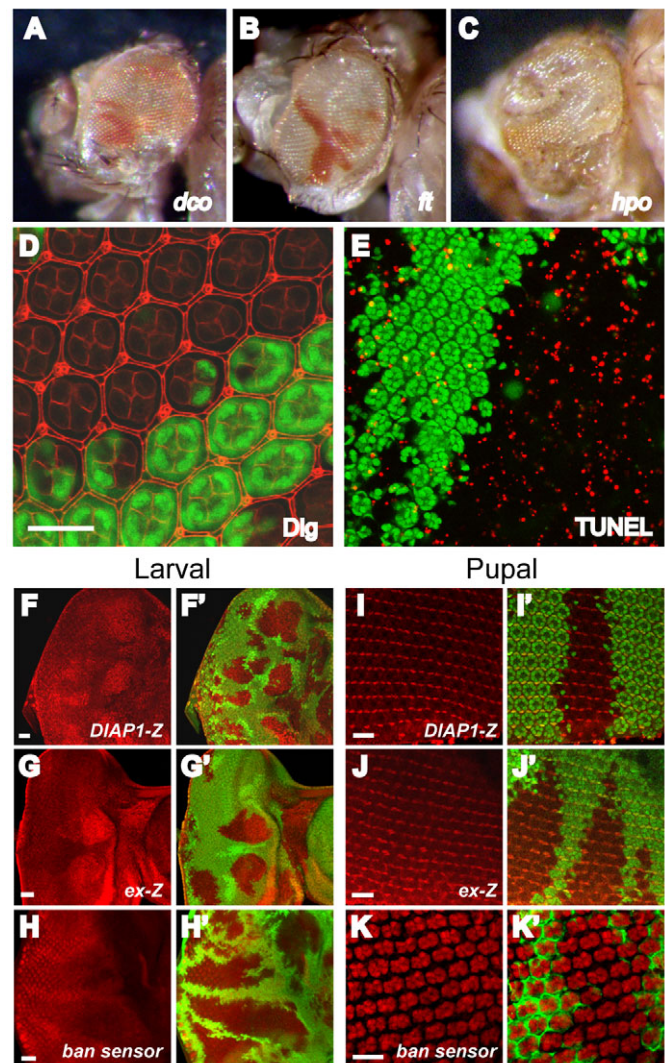 A B C
dco ft hpo
D E
Dlg TUNEL
Larval Pupal
F F' I I'
DIAP1-Z DIAP1-Z
G G' J J'
ex-Z ex-Z
H H' K K'
ban sensor ban sensor